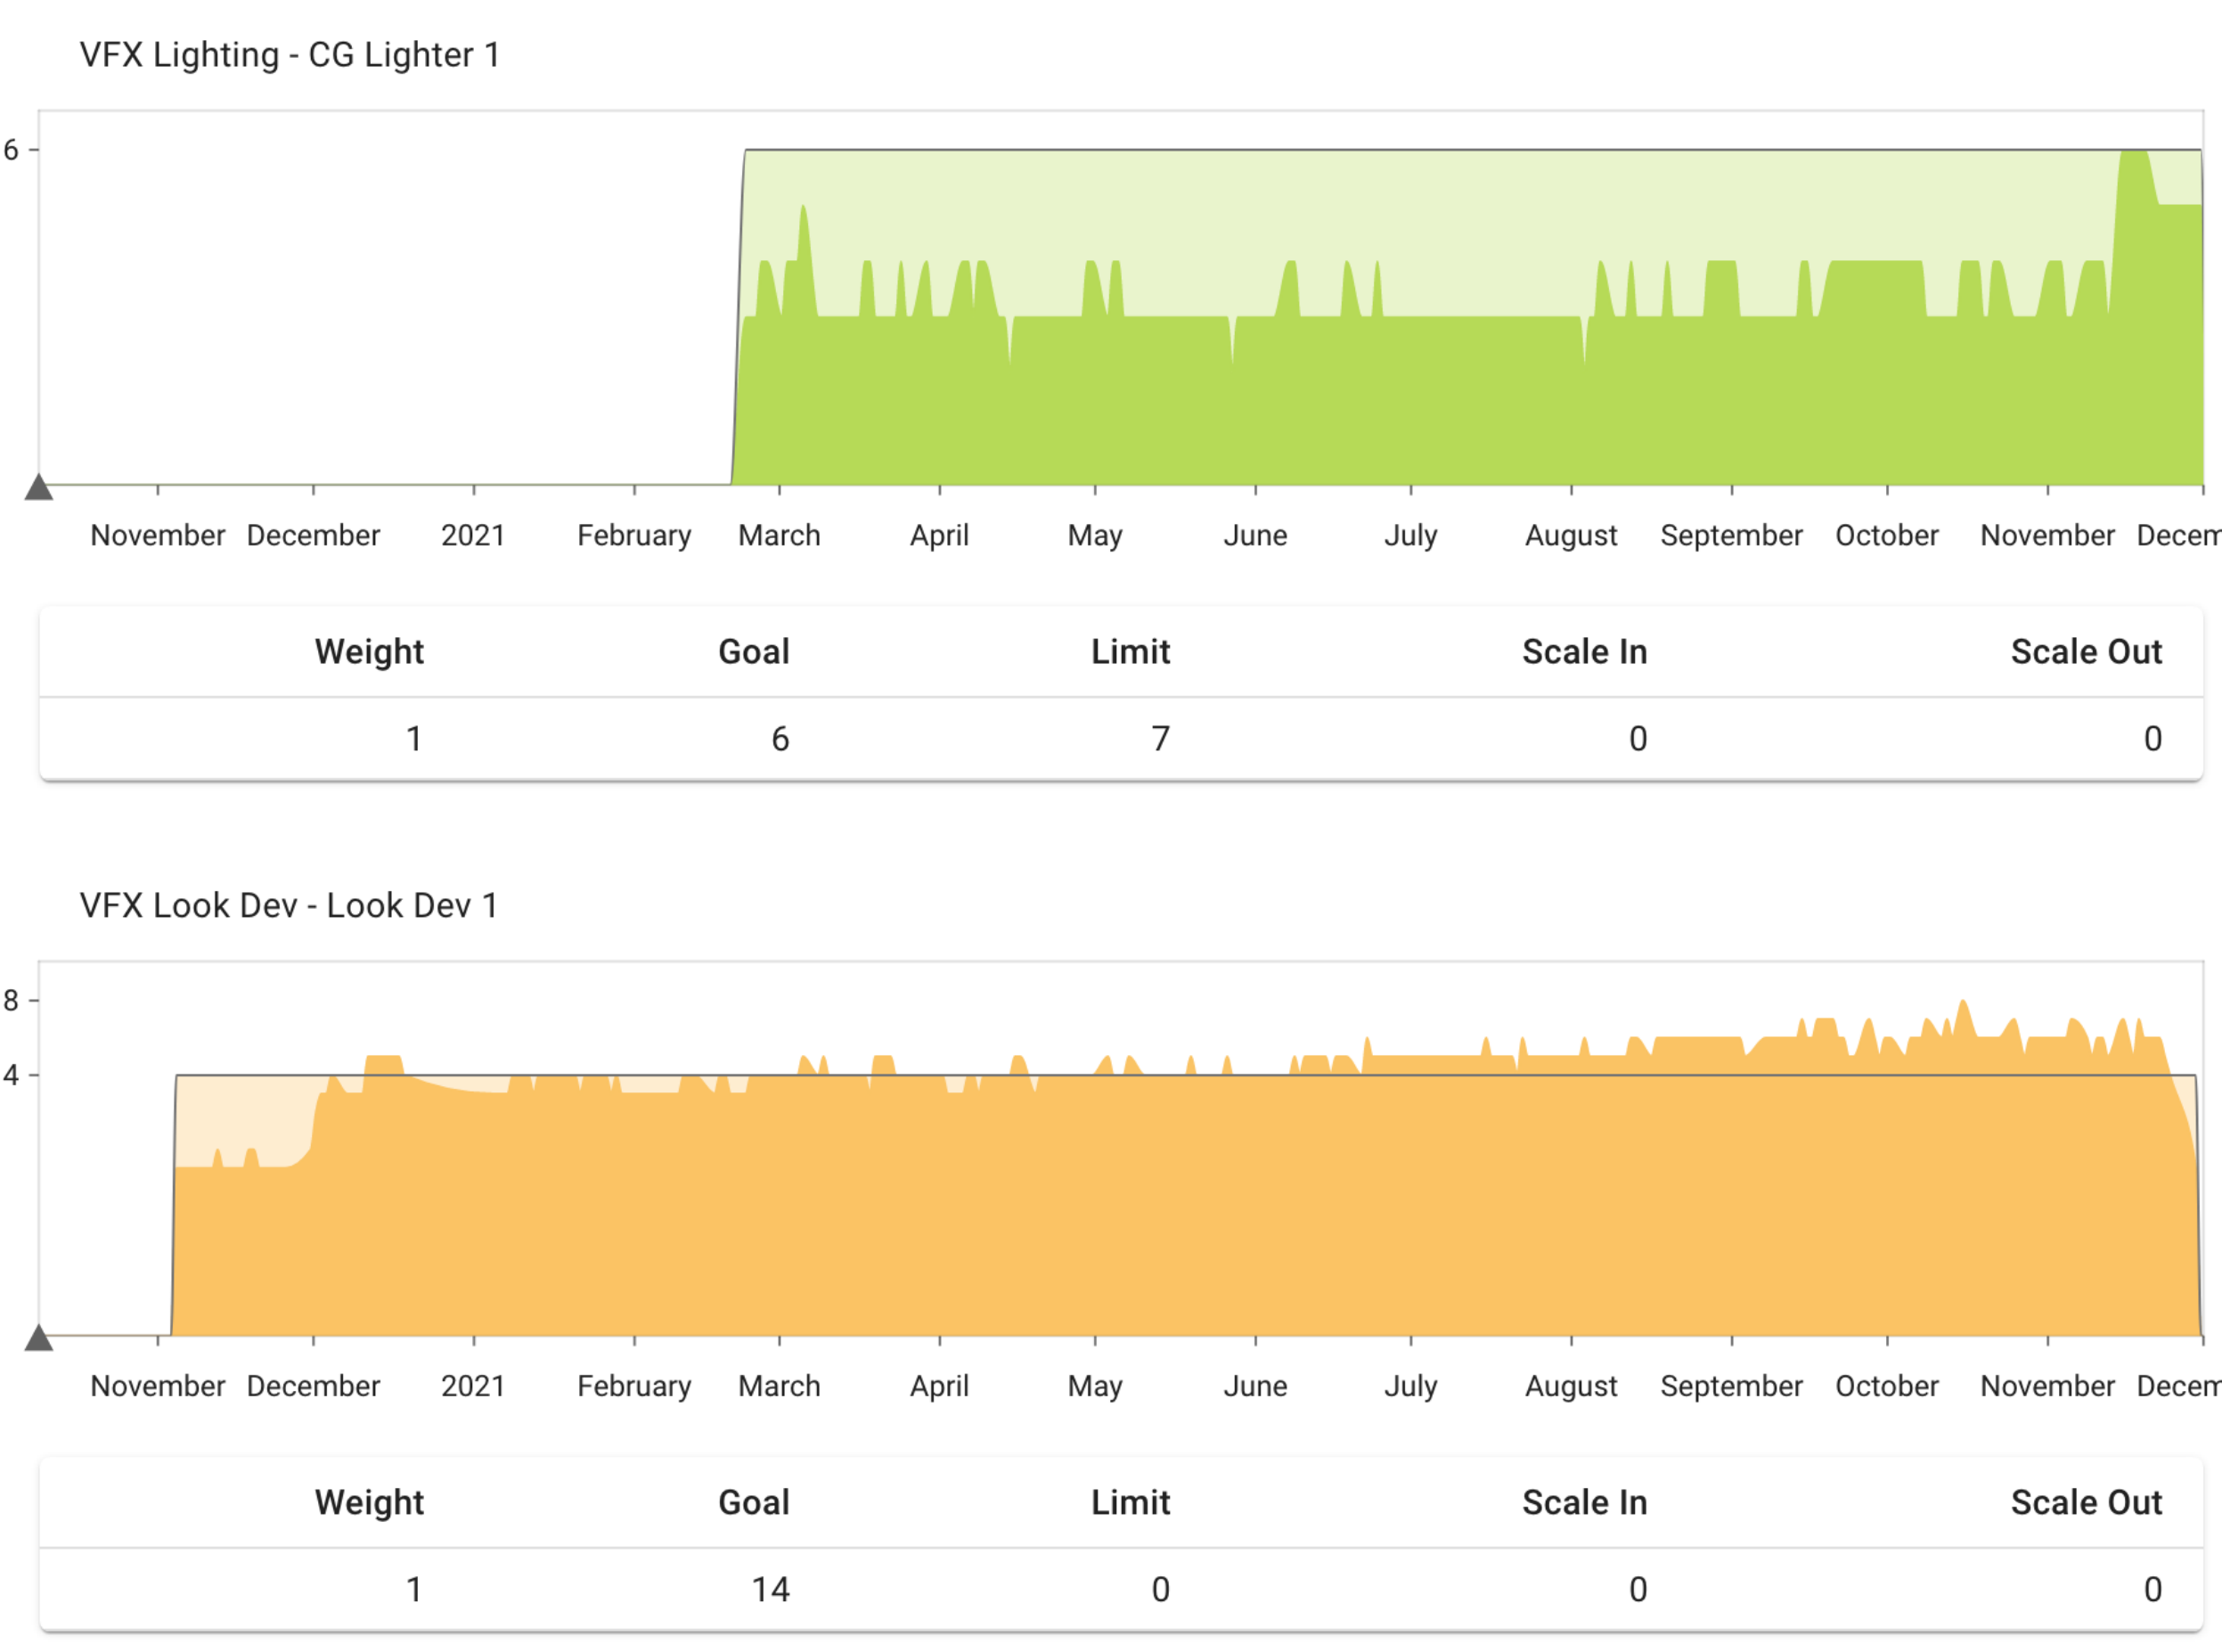 VFX Lighting - CG Lighter 1
6
November December 2021 February March April May June July August September October November Decem
Weight Goal Limit Scale In Scale Out
1 6 7 0 0
VFX Look Dev - Look Dev 1
8
4
November December 2021 February March April May June July August September October November Decem
Weight Goal Limit Scale In Scale Out
1 14 0 0 0